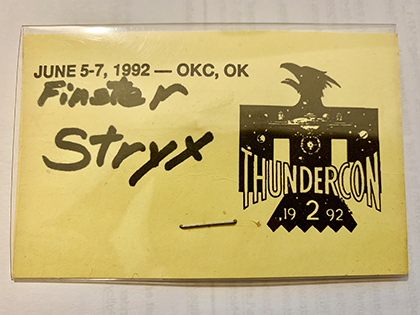 JUNE 5-7, 1992 — OKC, OK
Finster
Stryx
THUNDERCON
19 2 92